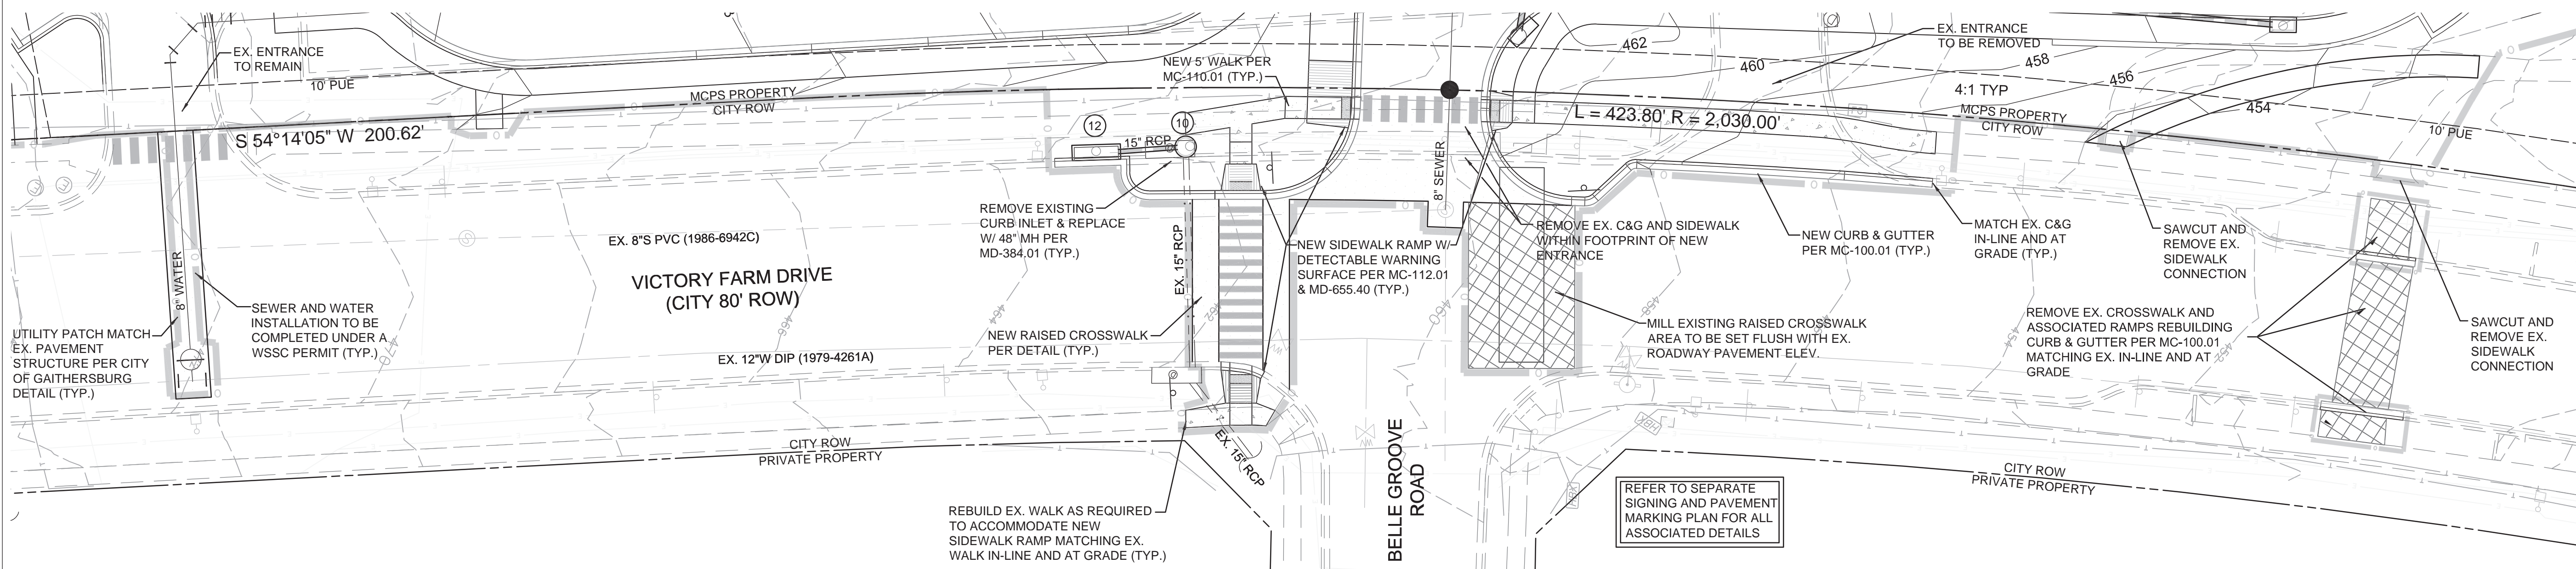 EX. ENTRANCE
TO REMAIN
10' PUE
MCPS PROPERTY
CITY ROW
S 54°14'05" W 200.62'
NEW 5' WALK PER
MC-110.01 (TYP.)
12
10
15" RCP
462
460
EX. ENTRANCE
TO BE REMOVED
458
456
4:1 TYP
454
MCPS PROPERTY
CITY ROW
10' PUE
L = 423.80' R = 2,030.00'
8" SEWER
REMOVE EXISTING
CURB INLET & REPLACE
W/ 48" MH PER
MD-384.01 (TYP.)
EX. 15" RCP
NEW SIDEWALK RAMP W/
DETECTABLE WARNING
SURFACE PER MC-112.01
& MD-655.40 (TYP.)
REMOVE EX. C&G AND SIDEWALK
WITHIN FOOTPRINT OF NEW
ENTRANCE
NEW CURB & GUTTER
PER MC-100.01 (TYP.)
MATCH EX. C&G
IN-LINE AND AT
GRADE (TYP.)
SAWCUT AND
REMOVE EX.
SIDEWALK
CONNECTION
EX. 8"S PVC (1986-6942C)
VICTORY FARM DRIVE
(CITY 80' ROW)
8" WATER
SEWER AND WATER
INSTALLATION TO BE
COMPLETED UNDER A
WSSC PERMIT (TYP.)
UTILITY PATCH MATCH
EX. PAVEMENT
STRUCTURE PER CITY
OF GAITHERSBURG
DETAIL (TYP.)
470
466
464
462
460
458
454
452
NEW RAISED CROSSWALK
PER DETAIL (TYP.)
EX. 12"W DIP (1979-4261A)
MILL EXISTING RAISED CROSSWALK
AREA TO BE SET FLUSH WITH EX.
ROADWAY PAVEMENT ELEV.
REMOVE EX. CROSSWALK AND
ASSOCIATED RAMPS REBUILDING
CURB & GUTTER PER MC-100.01
MATCHING EX. IN-LINE AND AT
GRADE
SAWCUT AND
REMOVE EX.
SIDEWALK
CONNECTION
CITY ROW
PRIVATE PROPERTY
EX. 15" RCP
BELLE GROOVE
ROAD
REBUILD EX. WALK AS REQUIRED
TO ACCOMMODATE NEW
SIDEWALK RAMP MATCHING EX.
WALK IN-LINE AND AT GRADE (TYP.)
REFER TO SEPARATE
SIGNING AND PAVEMENT
MARKING PLAN FOR ALL
ASSOCIATED DETAILS
CITY ROW
PRIVATE PROPERTY